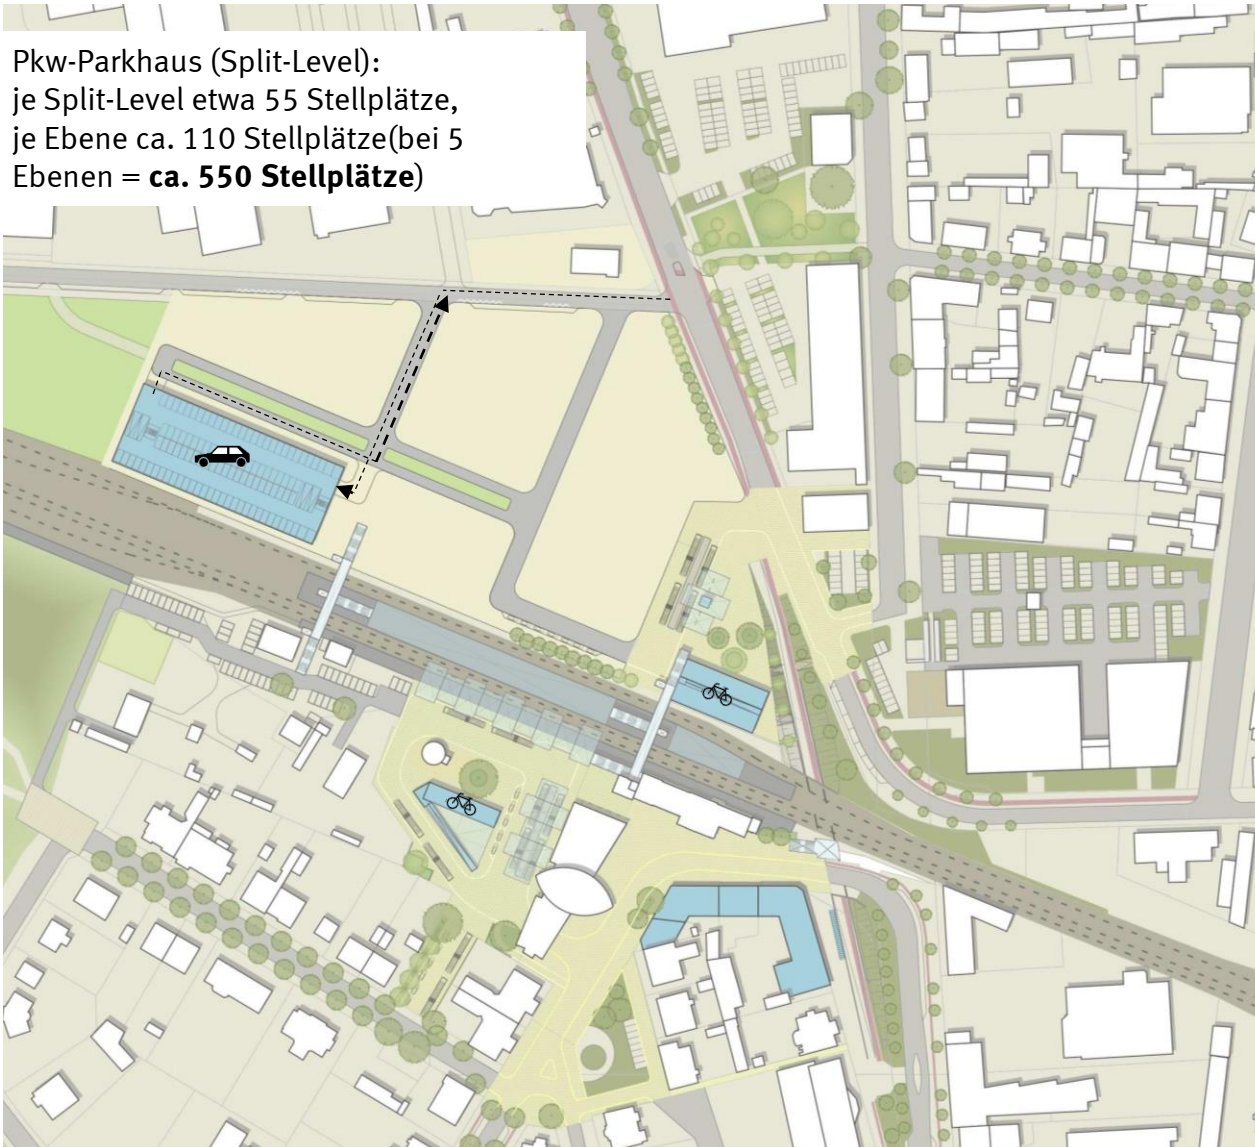 Pkw-Parkhaus (Split-Level):
je Split-Level etwa 55 Stellplätze,
je Ebene ca. 110 Stellplätze(bei 5
Ebenen = ca. 550 Stellplätze)